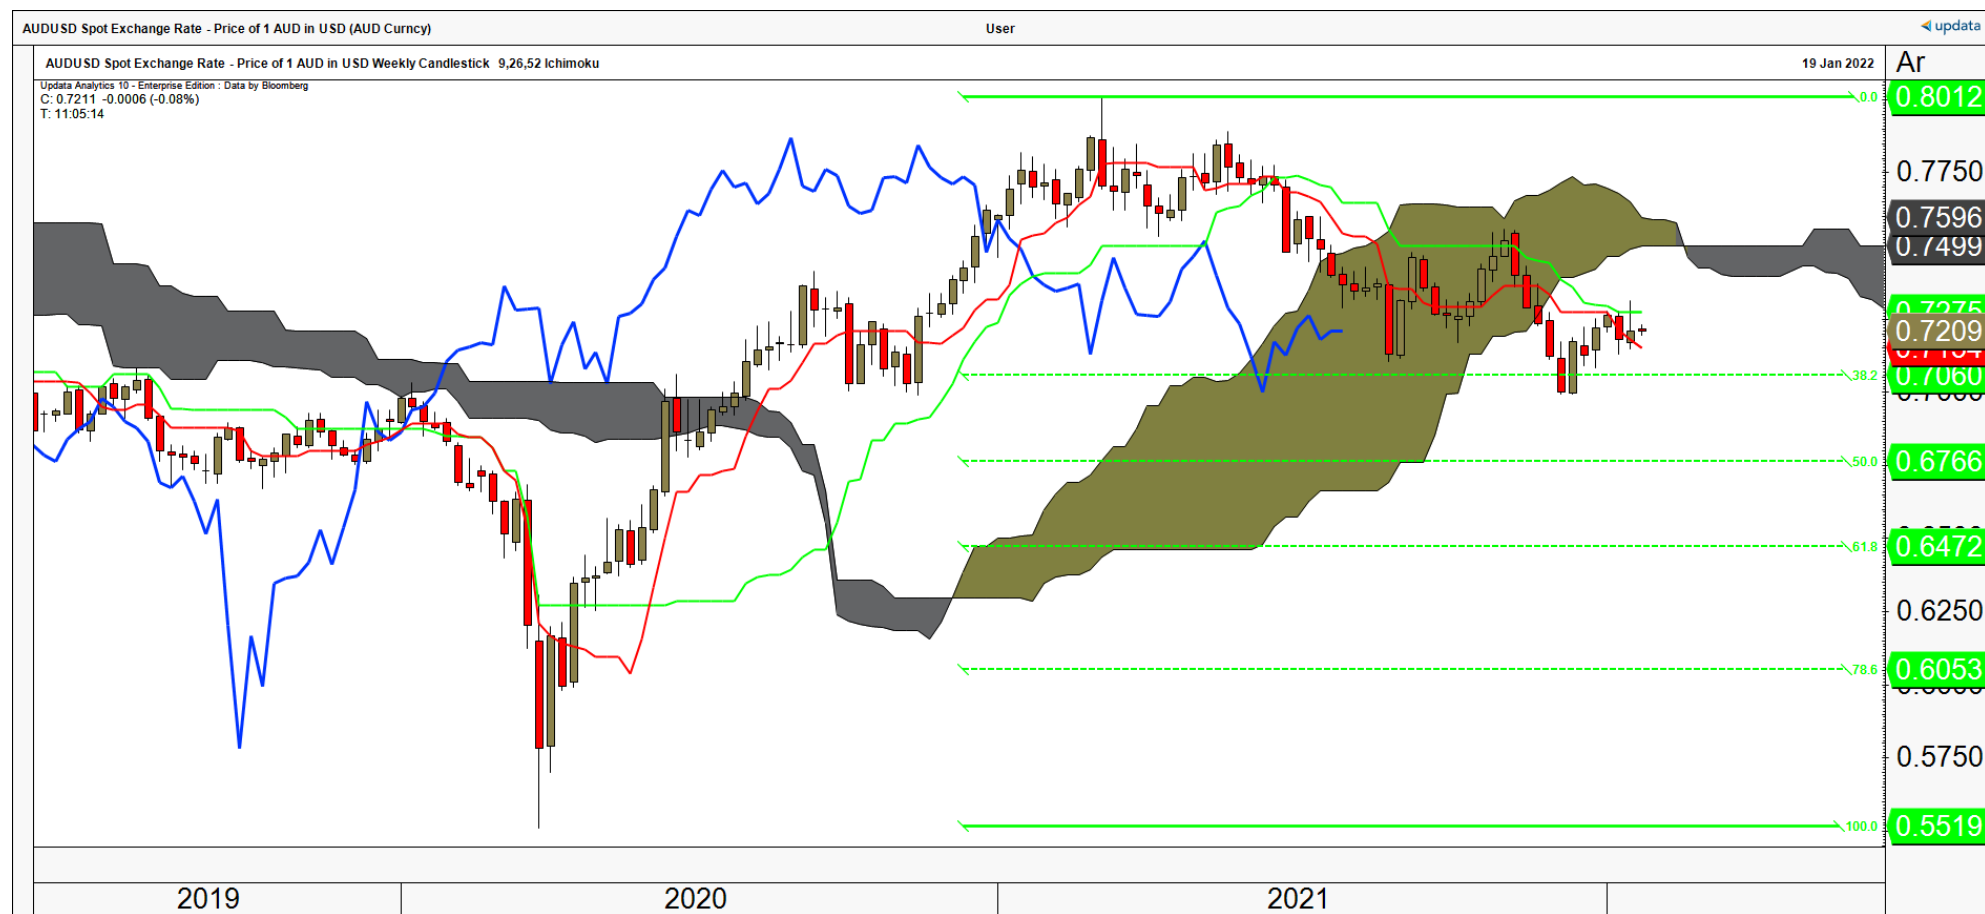 AUDUSD Spot Exchange Rate - Price of 1 AUD in USD (AUD Curncy)
User
updata
AUDUSD Spot Exchange Rate - Price of 1 AUD in USD Weekly Candlestick 9,26,52 Ichimoku
19 Jan 2022
Ar
Updata Analytics 10 - Enterprise Edition : Data by Bloomberg
C: 0.7211 -0.0006 (-0.08%)
T: 11:05:14
0.0
0.8012
0.7750
0.7596
0.7499
0.7275
0.7209
38.2
0.7060
50.0
0.6766
61.8
0.6472
0.6250
78.6
0.6053
0.5750
100.0
0.5519
2019
2020
2021